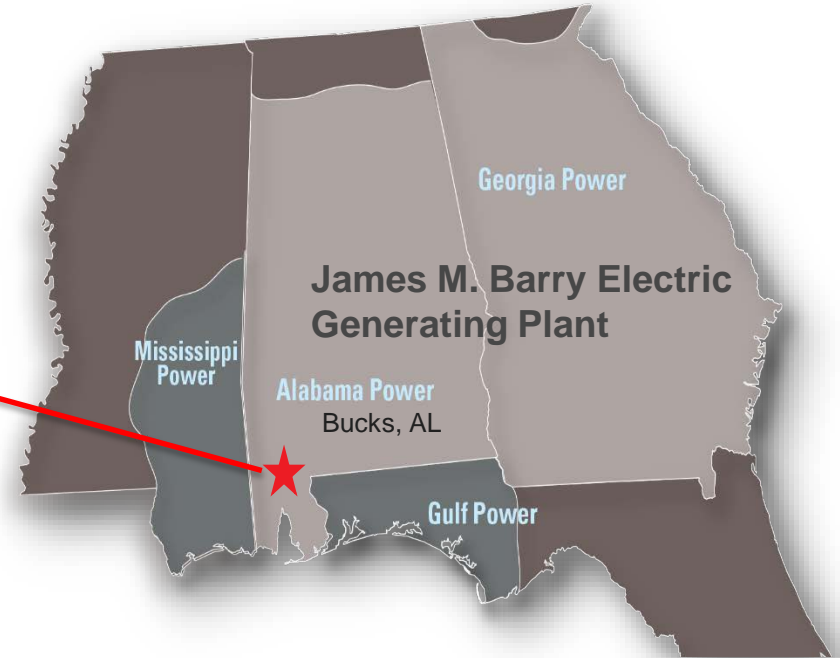 Georgia Power
James M. Barry Electric
Generating Plant
Mississippi
Power
Alabama Power
Bucks, AL
Gulf Power